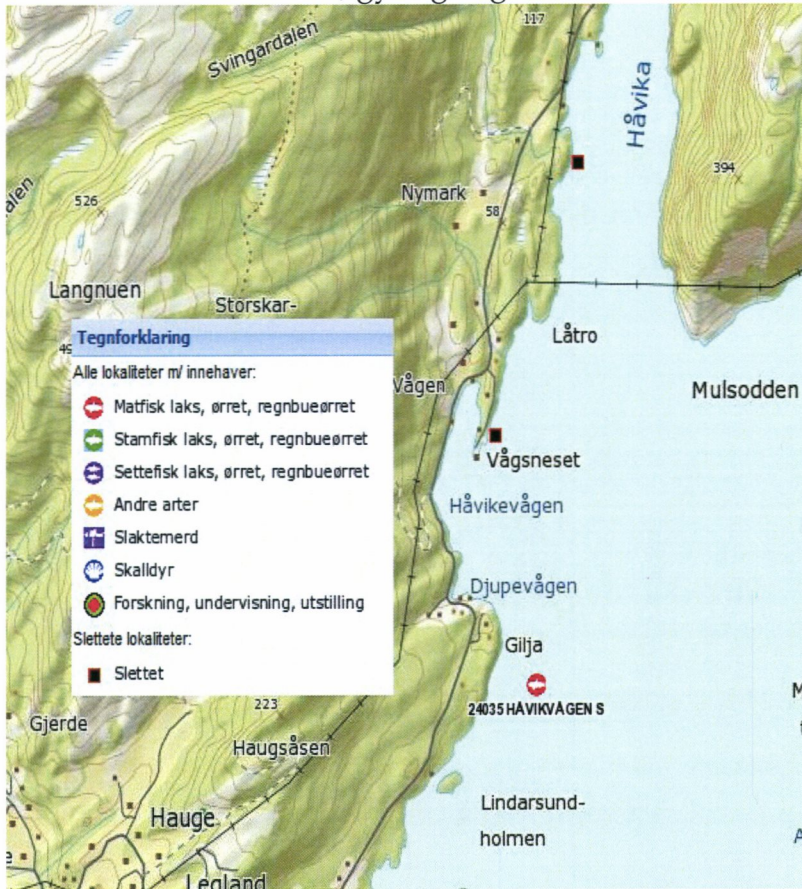 117
Svingardalen
Håvika
alen
526
Nymark
58
394
Langnuen
Storskar-
Låtro
Tegnforklaring
49
Alle lokaliteter m/ innehaver:
Vågen
Mulsodden
Matfisk laks, ørret, regnbueørret
Stamfisk laks, ørret, regnbueørret
Settefisk laks, ørret, regnbueørret
Vågsneset
Andre arter
Håvikevågen
Slaktemerd
Skalldyr
Djupevågen
Forskning, undervisning, utstilling
Slettete lokaliteter:
Gilja
Slettet
24035 HÅVIKVÅGEN S
M
223
Gjerde
Haugsåsen
Lindarsund-
holmen
Hauge
e
A
Legland